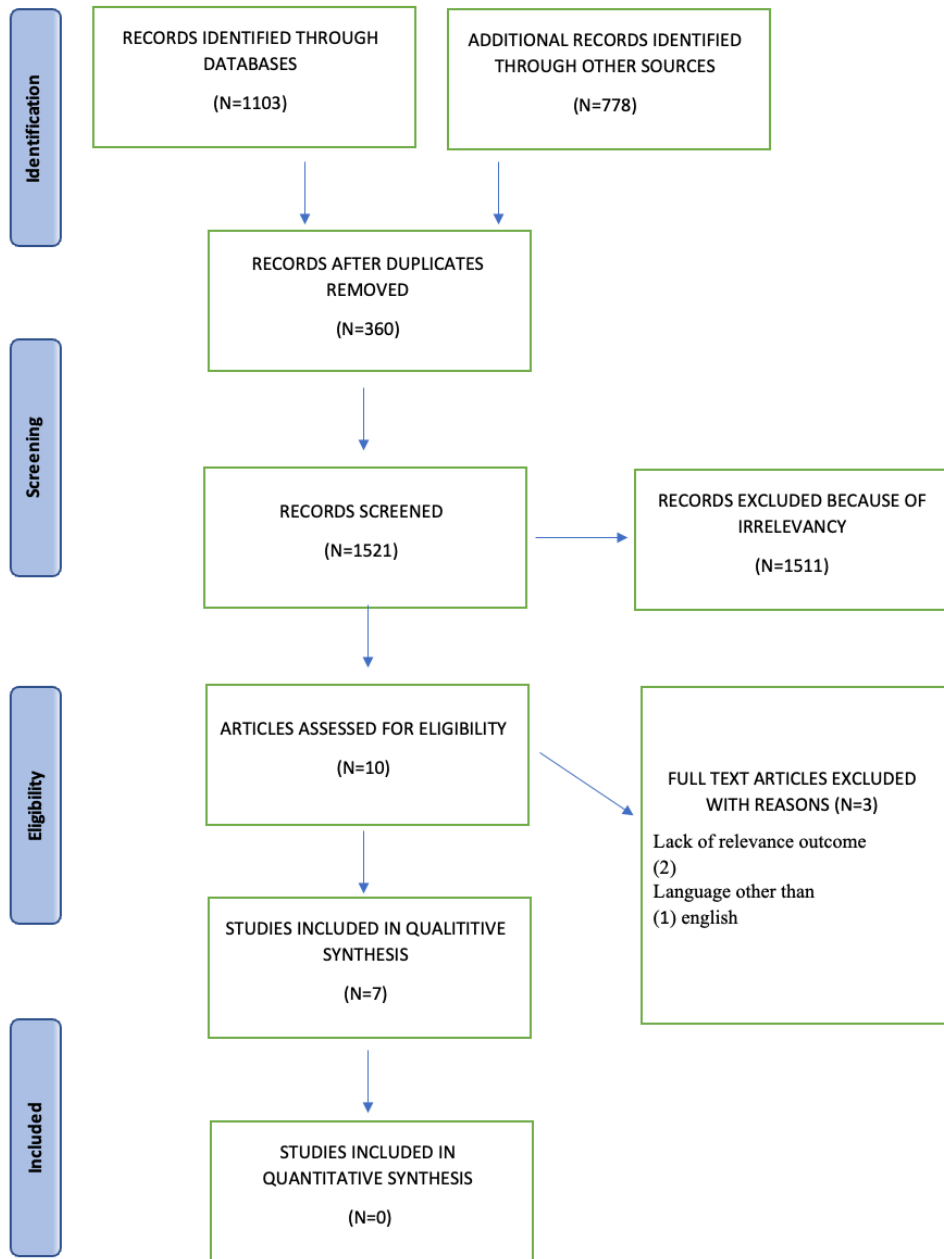 Identification
RECORDS IDENTIFIED THROUGH
DATABASES
(N=1103)
ADDITIONAL RECORDS IDENTIFIED
THROUGH OTHER SOURCES
(N=778)
RECORDS AFTER DUPLICATES
REMOVED
(N=360)
Screening
RECORDS SCREENED
(N=1521)
RECORDS EXCLUDED BECAUSE OF
IRRELEVANCY
(N=1511)
Eligibility
ARTICLES ASSESSED FOR ELIGIBILITY
(N=10)
FULL TEXT ARTICLES EXCLUDED
WITH REASONS (N=3)
Lack of relevance outcome
(2)
Language other than
(1) english
STUDIES INCLUDED IN QUALITITIVE
SYNTHESIS
(N=7)
Included
STUDIES INCLUDED IN
QUANTITATIVE SYNTHESIS
(N=0)